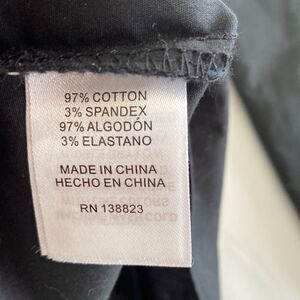 97% COTTON
3% SPANDEX
97% ALGODÓN
3% ELASTANO
MADE IN CHINA
HECHO EN CHINA
RN 138823